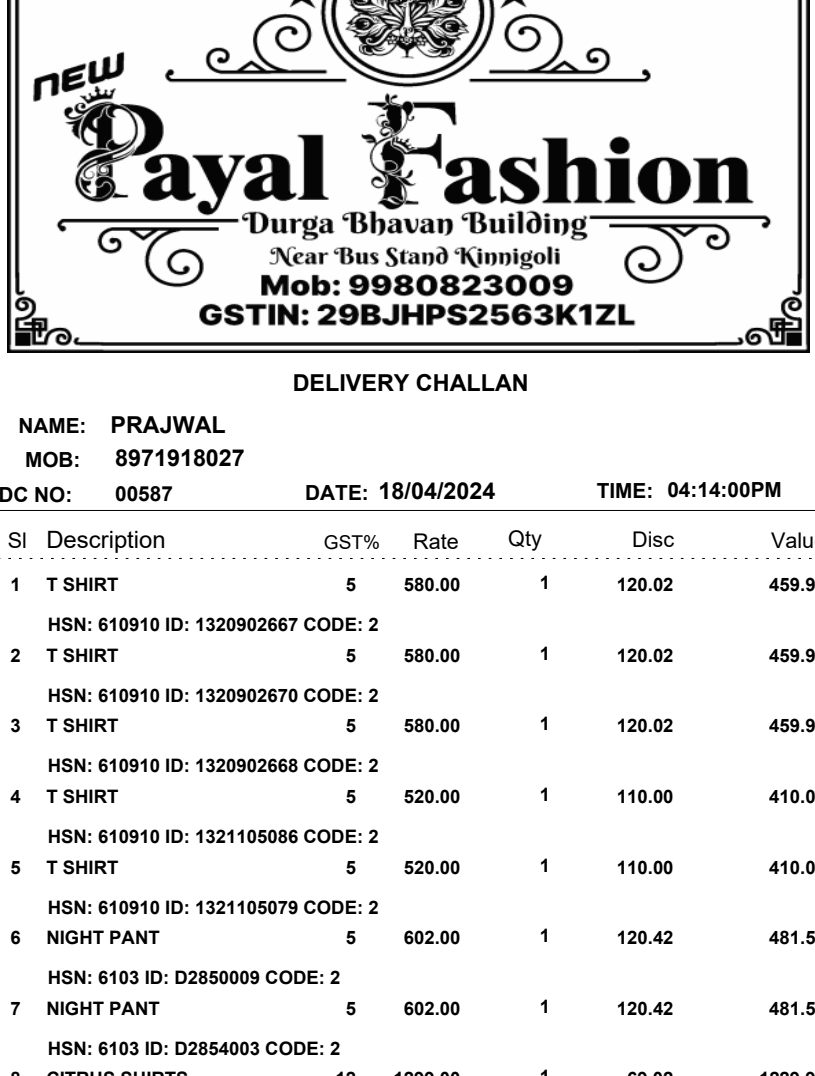 NEW
Payal Fashion
Durga Bhavan Building
Near Bus Stand Kinnigoli
Mob: 9980823009
GSTIN: 29BJHPS2563K1ZL
DELIVERY CHALLAN
NAME: PRAJWAL
MOB: 8971918027
DC NO: 00587 DATE: 18/04/2024 TIME: 04:14:00PM
Sl Description GST% Rate Qty Disc Valu
1 T SHIRT 5 580.00 1 120.02 459.9
HSN: 610910 ID: 1320902667 CODE: 2
2 T SHIRT 5 580.00 1 120.02 459.9
HSN: 610910 ID: 1320902670 CODE: 2
3 T SHIRT 5 580.00 1 120.02 459.9
HSN: 610910 ID: 1320902668 CODE: 2
4 T SHIRT 5 520.00 1 110.00 410.0
HSN: 610910 ID: 1321105086 CODE: 2
5 T SHIRT 5 520.00 1 110.00 410.0
HSN: 610910 ID: 1321105079 CODE: 2
6 NIGHT PANT 5 602.00 1 120.42 481.5
HSN: 6103 ID: D2850009 CODE: 2
7 NIGHT PANT 5 602.00 1 120.42 481.5
HSN: 6103 ID: D2854003 CODE: 2
8 CITRUS SHIRTS 12 1299.00 1